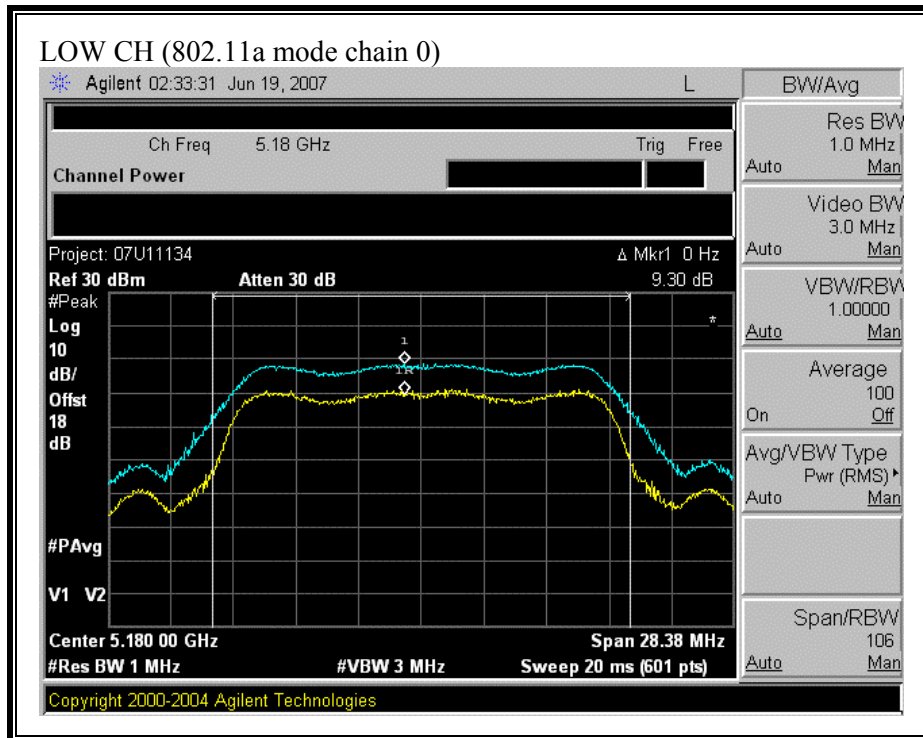 LOW CH (802.11a mode chain 0)
Agilent 02:33:31 Jun 19, 2007 L
Ch Freq 5.18 GHz Trig Free
Channel Power
Project: 07U11134 Δ Mkr1 0 Hz
Ref 30 dBm Atten 30 dB 9.30 dB
#Peak
Log
10
dB/
Offst
18
dB
*
1
1R
#PAvg
V1 V2
Center 5.180 00 GHz Span 28.38 MHz
#Res BW 1 MHz #VBW 3 MHz Sweep 20 ms (601 pts)
Copyright 2000-2004 Agilent Technologies
BW/Avg
Res BW
1.0 MHz
Auto Man
Video BW
3.0 MHz
Auto Man
VBW/RBW
1.00000
Auto Man
Average
100
On Off
Avg/VBW Type
Pwr (RMS)
Auto Man
Span/RBW
106
Auto Man